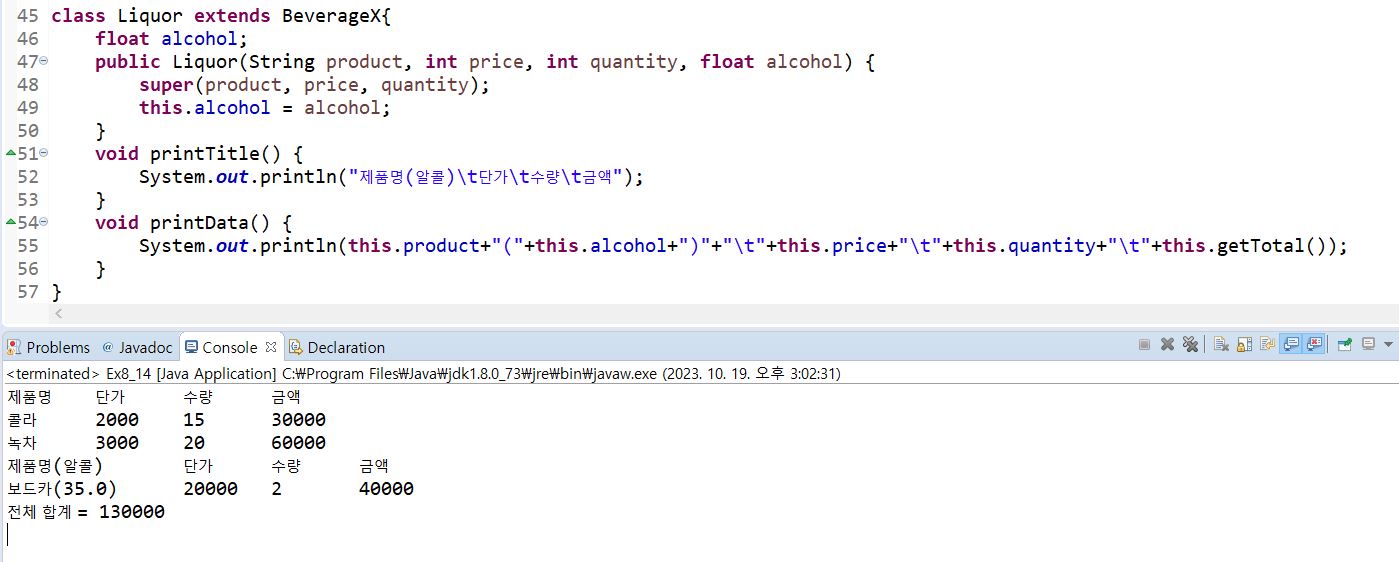 45 class Liquor extends BeverageX{
46     float alcohol;
47     public Liquor(String product, int price, int quantity, float alcohol) {
48         super(product, price, quantity);
49         this.alcohol = alcohol;
50     }
51     void printTitle() {
52         System.out.println("제품명(알콜)\t단가\t수량\t금액");
53     }
54     void printData() {
55         System.out.println(this.product+"("+this.alcohol+")"+"\t"+this.price+"\t"+this.quantity+"\t"+this.getTotal());
56     }
57 }
Problems @ Javadoc Console Declaration
<terminated> Ex8_14 [Java Application] C:₩Program Files₩Java₩jdk1.8.0_73₩jre₩bin₩javaw.exe (2023. 10. 19. 오후 3:02:31)
제품명 단가 수량 금액
콜라 2000 15 30000
녹차 3000 20 60000
제품명(알콜) 단가 수량 금액
보드카(35.0) 20000 2 40000
전체 합계 = 130000